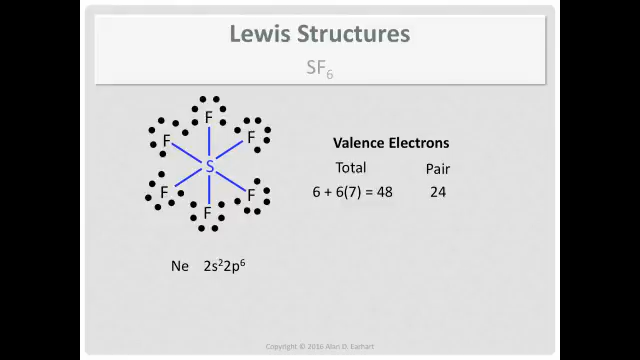 Lewis Structures
SF₆
F
F F
S
F F
F
Valence Electrons
Total Pair
6 + 6(7) = 48 24
Ne 2s²2p⁶
Copyright © 2016 Alan D. Earhart